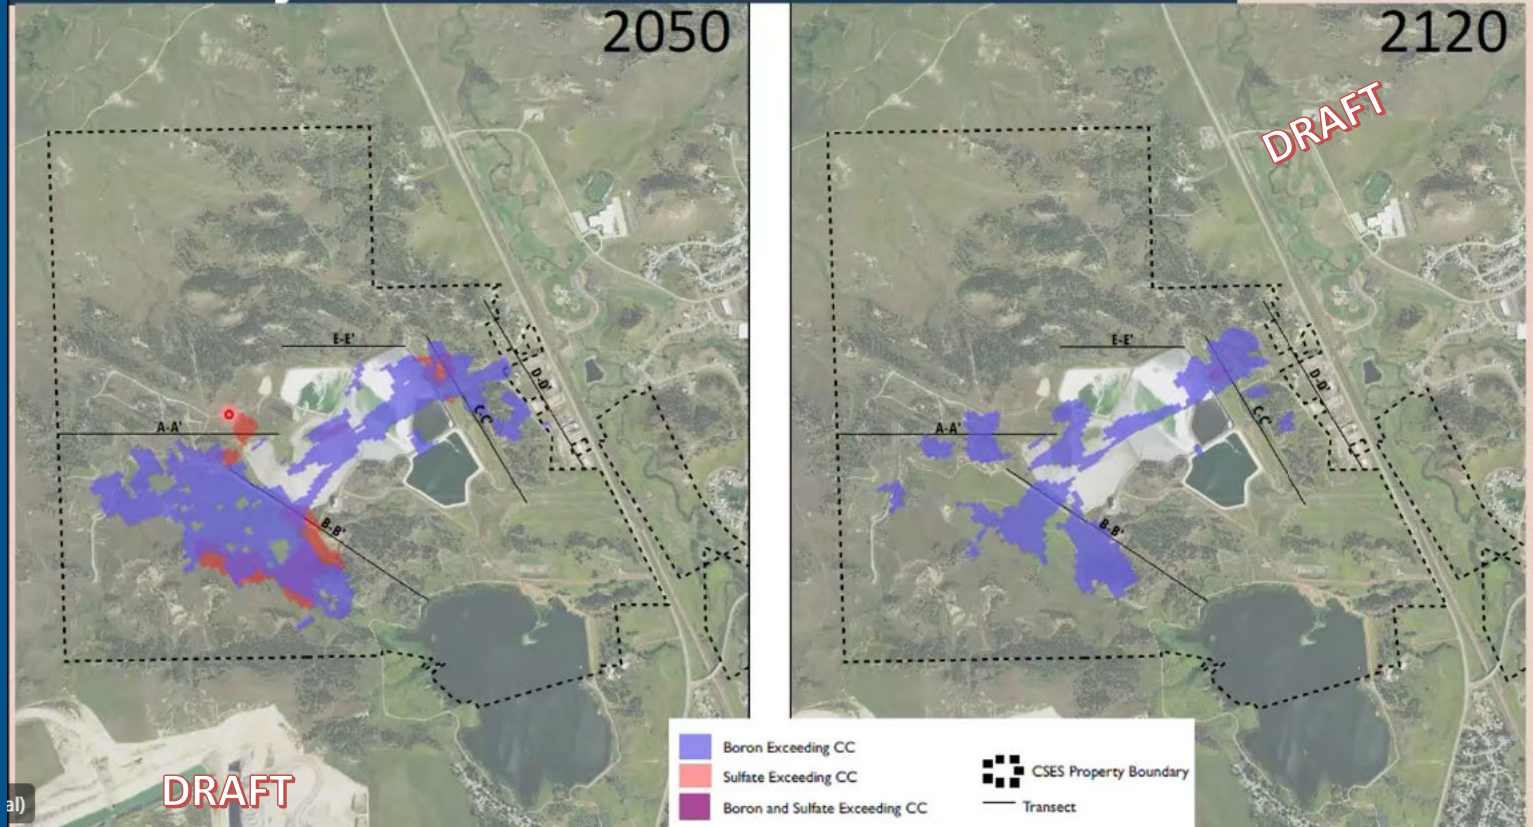 2050
2120
DRAFT
E-E'
D-D'
C-C'
A-A'
B-B'
E-E'
D-D'
C-C'
A-A'
B-B'
DRAFT
al)
Boron Exceeding CC
Sulfate Exceeding CC
Boron and Sulfate Exceeding CC
CSES Property Boundary
Transect